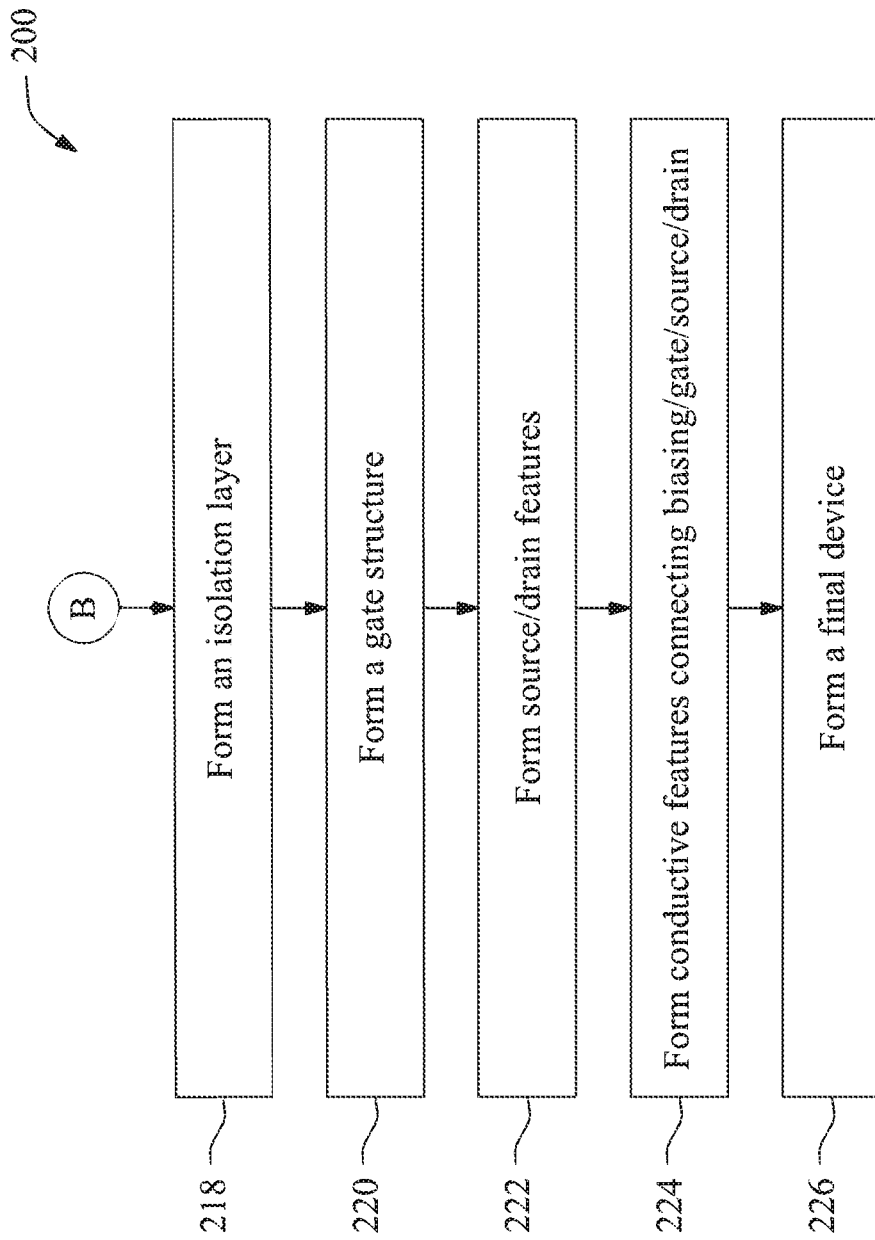 200
B
218
Form an isolation layer
220
Form a gate structure
222
Form source/drain features
224
Form conductive features connecting biasing/gate/source/drain
226
Form a final device